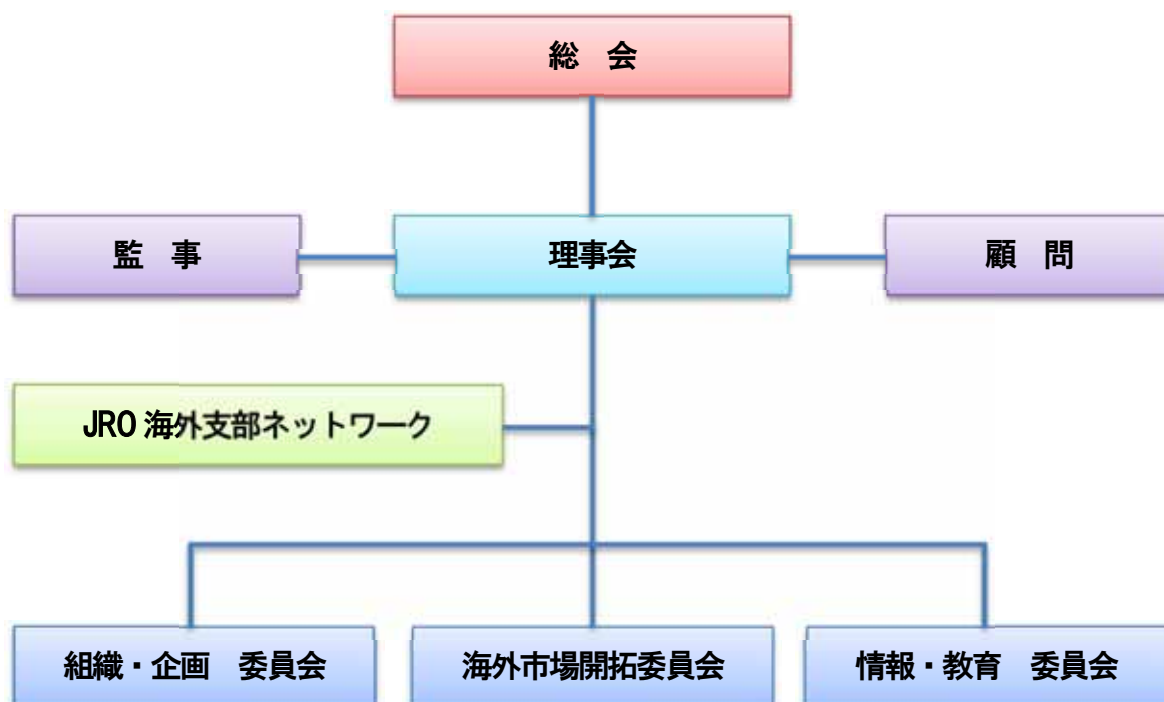 総　会
監　事
理事会
顧　問
JRO 海外支部ネットワーク
組織・企画　委員会
海外市場開拓委員会
情報・教育　委員会